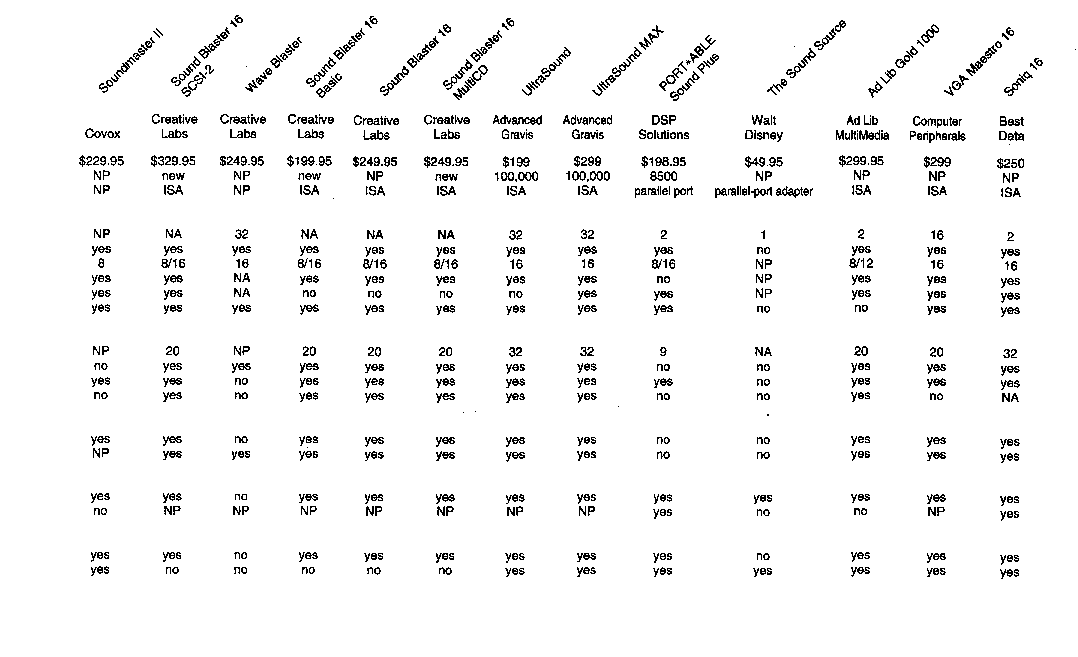 Soundmaster II Sound Blaster 16 SCSI-2 Wave Blaster Sound Blaster 16 Basic Sound Blaster 16 Sound Blaster 16 MultiCD UltraSound UltraSound MAX PORT•ABLE Sound Plus The Sound Source Ad Lib Gold 1000 VGA Maestro 16 Soniq 16
Creative Creative Creative Creative Creative Advanced Advanced DSP Walt Ad Lib Computer Best
Covox Labs Labs Labs Labs Labs Gravis Gravis Solutions Disney MultiMedia Peripherals Data
$229.95 $329.95 $249.95 $199.95 $249.95 $249.95 $199 $299 $198.95 $49.95 $299.95 $299 $250
NP new NP new NP new 100,000 100,000 8500 NP NP NP NP
NP ISA NP ISA ISA ISA ISA ISA parallel port parallel-port adapter ISA ISA ISA
NP NA 32 NA NA NA 32 32 2 1 2 16 2
yes yes yes yes yes yes yes yes yes no yes yes yes
8 8/16 16 8/16 8/16 8/16 16 16 8/16 NP 8/12 16 16
yes yes NA yes yes yes yes yes no NP yes yes yes
yes yes NA no no no no yes yes NP yes yes yes
yes yes yes yes yes yes yes yes yes no no yes yes
NP 20 NP 20 20 20 32 32 9 NA 20 20 32
no yes yes yes yes yes yes yes no no yes yes yes
yes yes no yes yes yes yes yes yes no yes yes yes
no yes no yes yes yes yes yes no no yes no NA
yes yes no yes yes yes yes yes no no yes yes yes
NP yes yes yes yes yes yes yes no no yes yes yes
yes yes no yes yes yes yes yes yes yes yes yes yes
no NP NP NP NP NP NP NP yes no no NP yes
yes yes no yes yes yes yes yes yes no yes yes yes
yes no no no no no yes yes yes yes yes yes yes